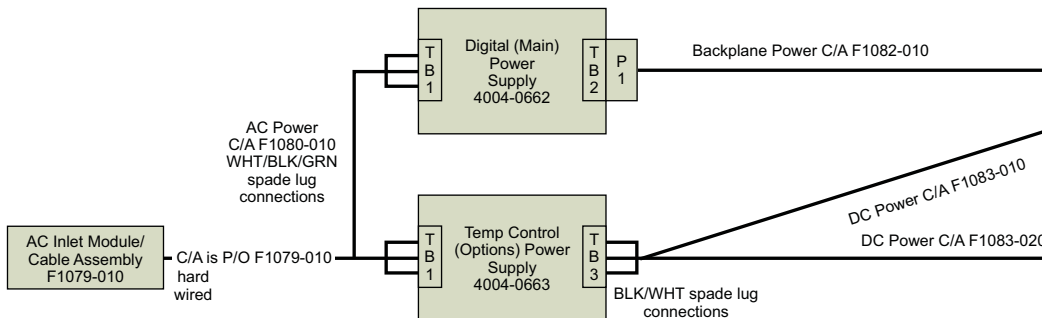 T
B
1
Digital (Main)
Power
Supply
4004-0662
T
B
2
P
1
Backplane Power C/A F1082-010
AC Power
C/A F1080-010
WHT/BLK/GRN
spade lug
connections
DC Power C/A F1083-010
AC Inlet Module/
Cable Assembly
F1079-010
C/A is P/O F1079-010
hard
wired
T
B
1
Temp Control
(Options) Power
Supply
4004-0663
T
B
3
DC Power C/A F1083-020
BLK/WHT spade lug
connections